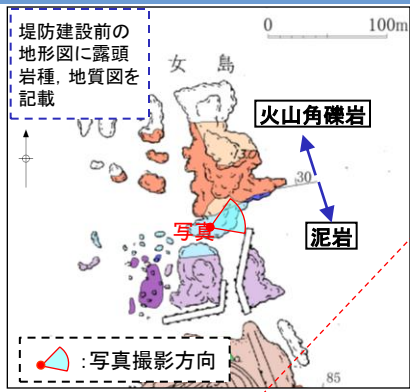 堤防建設前の
地形図に露頭
岩種，地質図を
記載
0 100m
女 島
火山角礫岩
30
写真
泥岩
:写真撮影方向
85